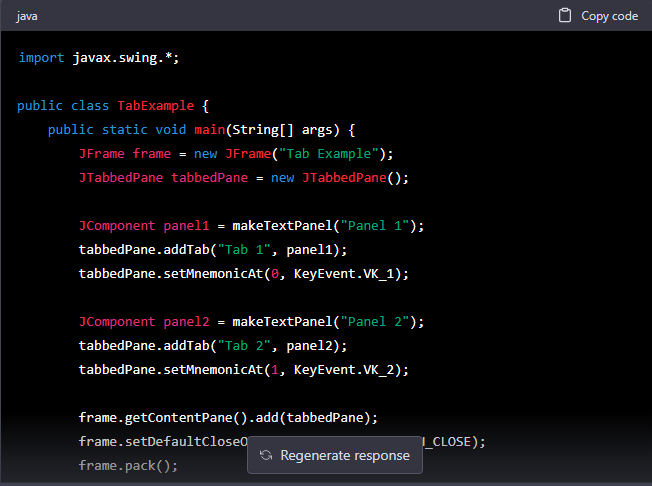 java
Copy code
import javax.swing.*;
public class TabExample {
public static void main(String[] args) {
JFrame frame = new JFrame("Tab Example");
JTabbedPane tabbedPane = new JTabbedPane();
JComponent panel1 = makeTextPanel("Panel 1");
tabbedPane.addTab("Tab 1", panel1);
tabbedPane.setMnemonicAt(0, KeyEvent.VK_1);
JComponent panel2 = makeTextPanel("Panel 2");
tabbedPane.addTab("Tab 2", panel2);
tabbedPane.setMnemonicAt(1, KeyEvent.VK_2);
frame.getContentPane().add(tabbedPane);
frame.setDefaultCloseO _CLOSE);
Regenerate response
frame.pack();